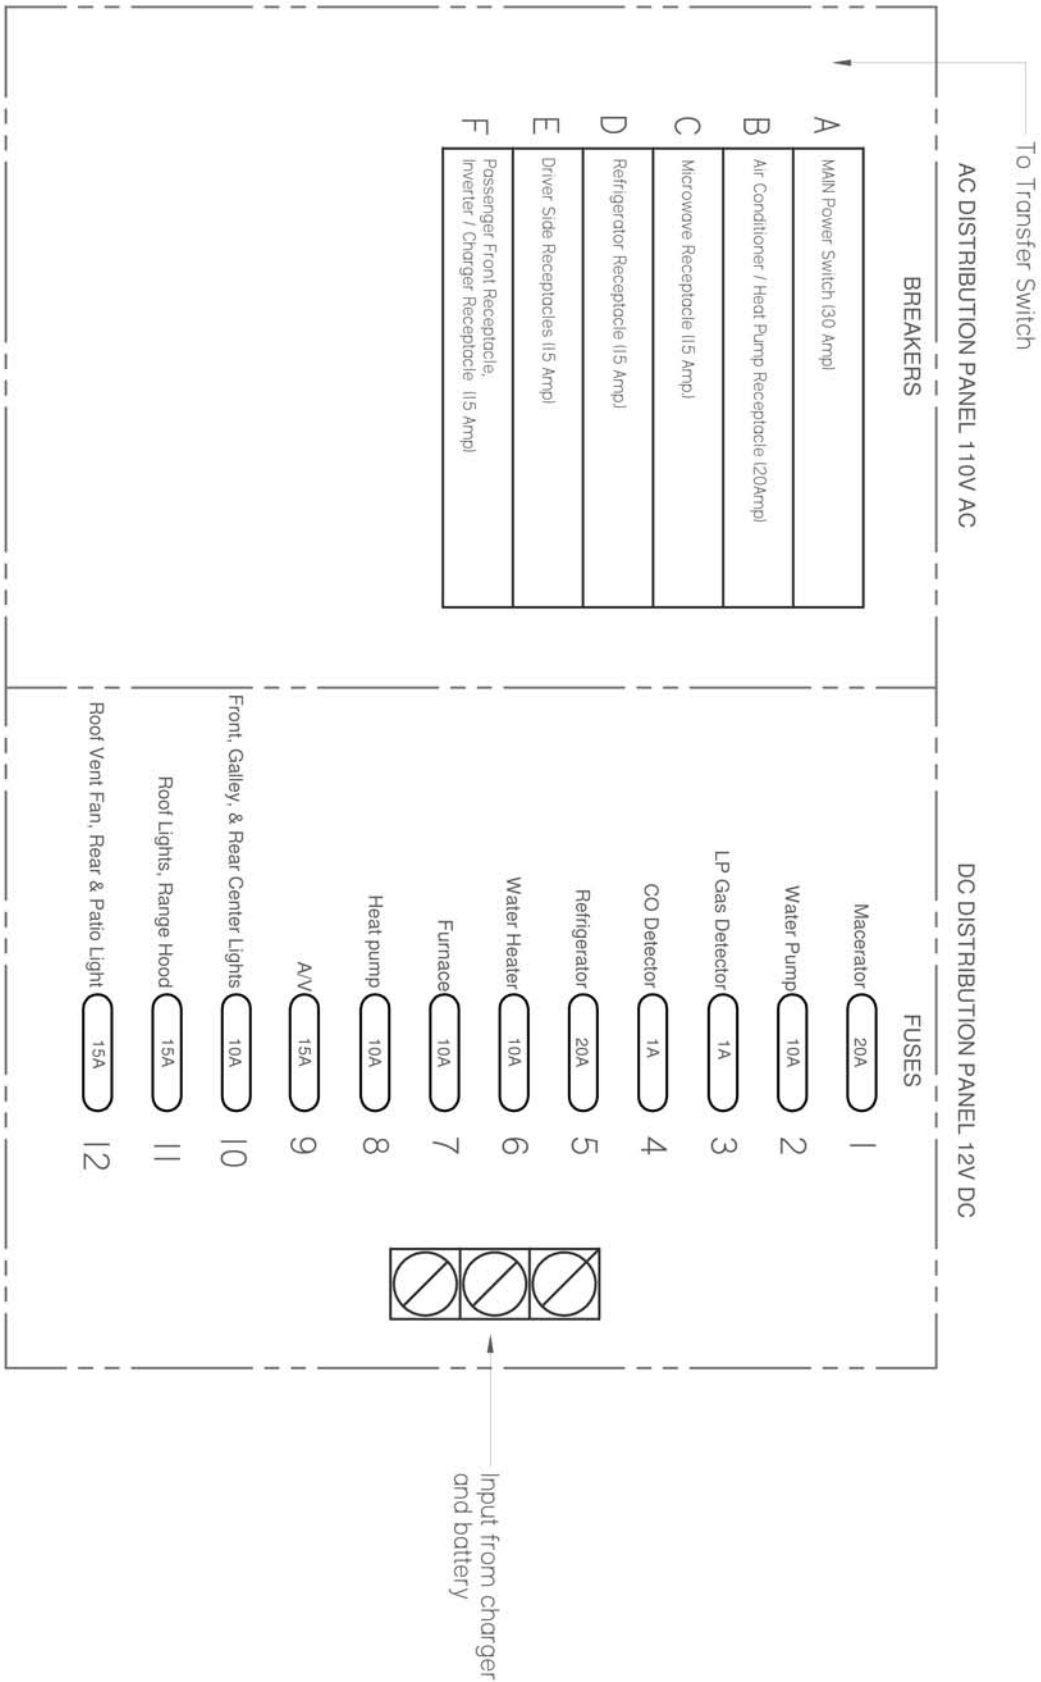 To Transfer Switch
AC DISTRIBUTION PANEL 110V AC
BREAKERS
A
MAIN Power Switch (30 Amp)
B
Air Conditioner / Heat Pump Receptacle (20Amp)
C
Microwave Receptacle (15 Amp)
D
Refrigerator Receptacle (15 Amp)
E
Driver Side Receptacles (15 Amp)
F
Passenger Front Receptacle,
Inverter / Charger Receptacle (15 Amp)
DC DISTRIBUTION PANEL 12V DC
FUSES
Macerator 20A 1
Water Pump 10A 2
LP Gas Detector 1A 3
CO Detector 1A 4
Refrigerator 20A 5
Water Heater 10A 6
Furnace 10A 7
Heat pump 10A 8
A/V 15A 9
Front, Galley, & Rear Center Lights 10A 10
Roof Lights, Range Hood 15A 11
Roof Vent Fan, Rear & Patio Light 15A 12
Input from charger
and battery